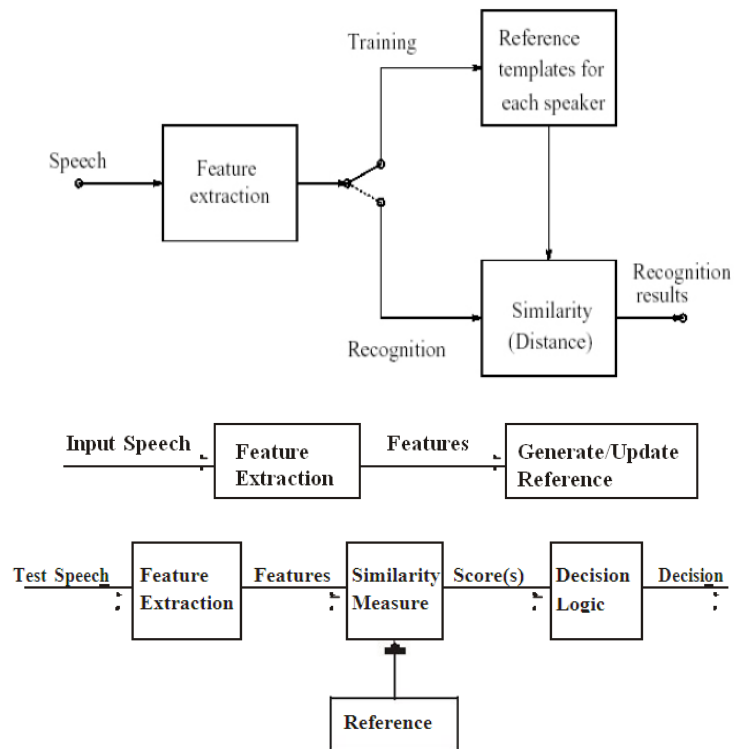 Training
Reference
templates for
each speaker
Speech
Feature
extraction
Recognition
results
Similarity
(Distance)
Recognition
Input Speech
Feature
Extraction
Features
Generate/Update
Reference
Test Speech
Feature
Extraction
Features
Similarity
Measure
Score(s)
Decision
Logic
Decision
Reference